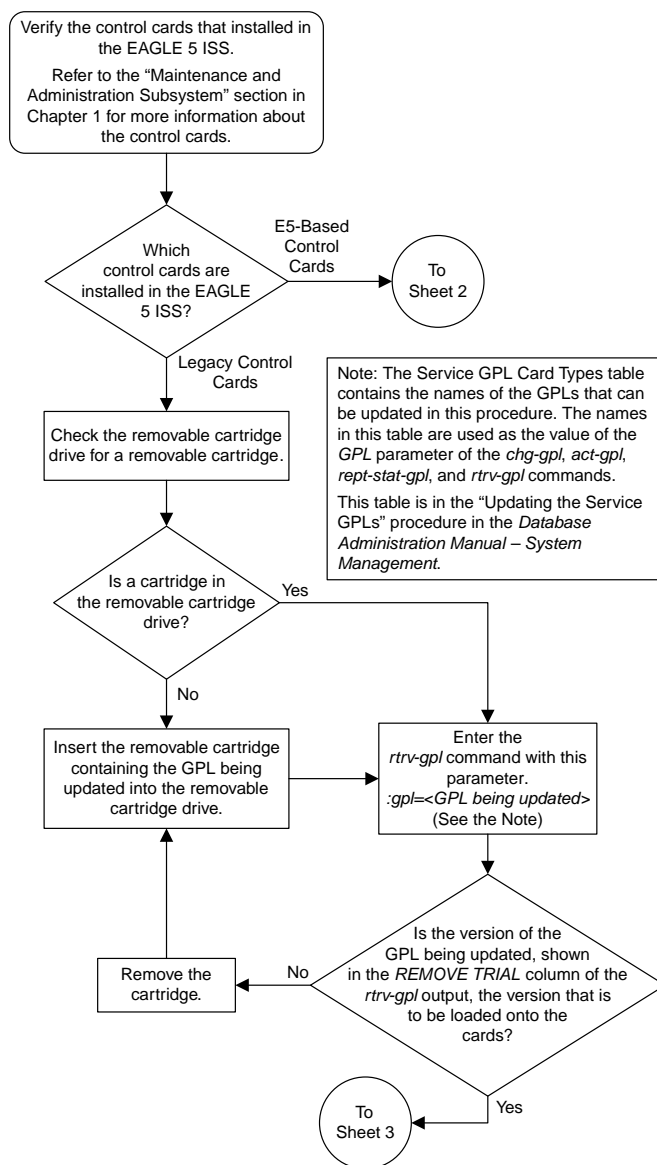 Verify the control cards that installed in
the EAGLE 5 ISS.
Refer to the “Maintenance and
Administration Subsystem” section in
Chapter 1 for more information about
the control cards.
Which
control cards are
installed in the EAGLE
5 ISS?
E5-Based
Control
Cards
To
Sheet 2
Legacy Control
Cards
Note: The Service GPL Card Types table
contains the names of the GPLs that can
be updated in this procedure. The names
in this table are used as the value of the
GPL parameter of the chg-gpl, act-gpl,
rept-stat-gpl, and rtrv-gpl commands.
This table is in the “Updating the Service
GPLs” procedure in the Database
Administration Manual – System
Management.
Check the removable cartridge
drive for a removable cartridge.
Is a cartridge in
the removable cartridge
drive?
Yes
No
Insert the removable cartridge
containing the GPL being
updated into the removable
cartridge drive.
Enter the
rtrv-gpl command with this
parameter.
:gpl=<GPL being updated>
(See the Note)
Is the version of the
GPL being updated, shown
in the REMOVE TRIAL column of the
rtrv-gpl output, the version that is
to be loaded onto the
cards?
No
Remove the
cartridge.
Yes
To
Sheet 3